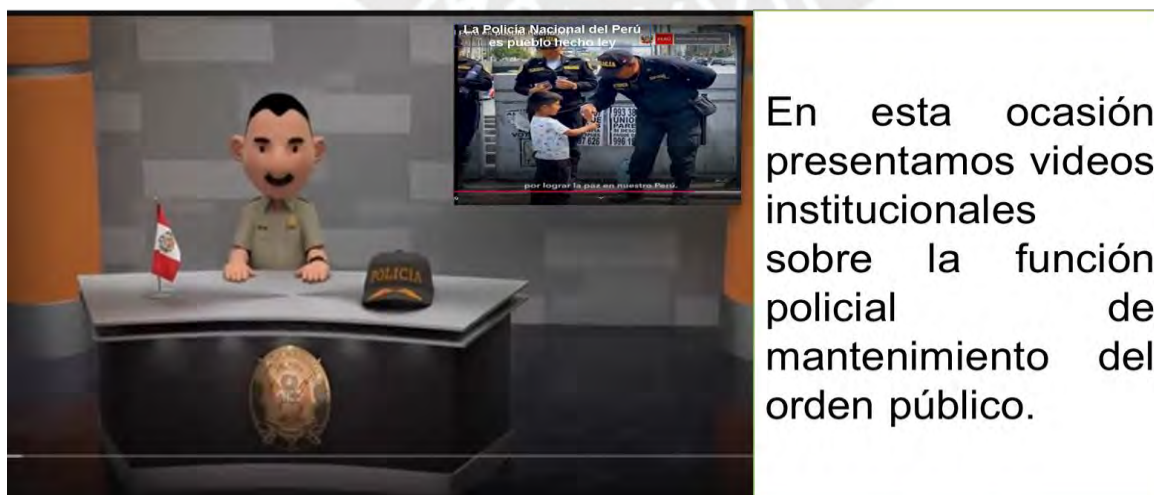 La Policía Nacional del Perú
es pueblo hecho ley
por lograr la paz en nuestro Perú.
POLICIA
En esta ocasión
presentamos videos
institucionales
sobre la función
policial de
mantenimiento del
orden público.